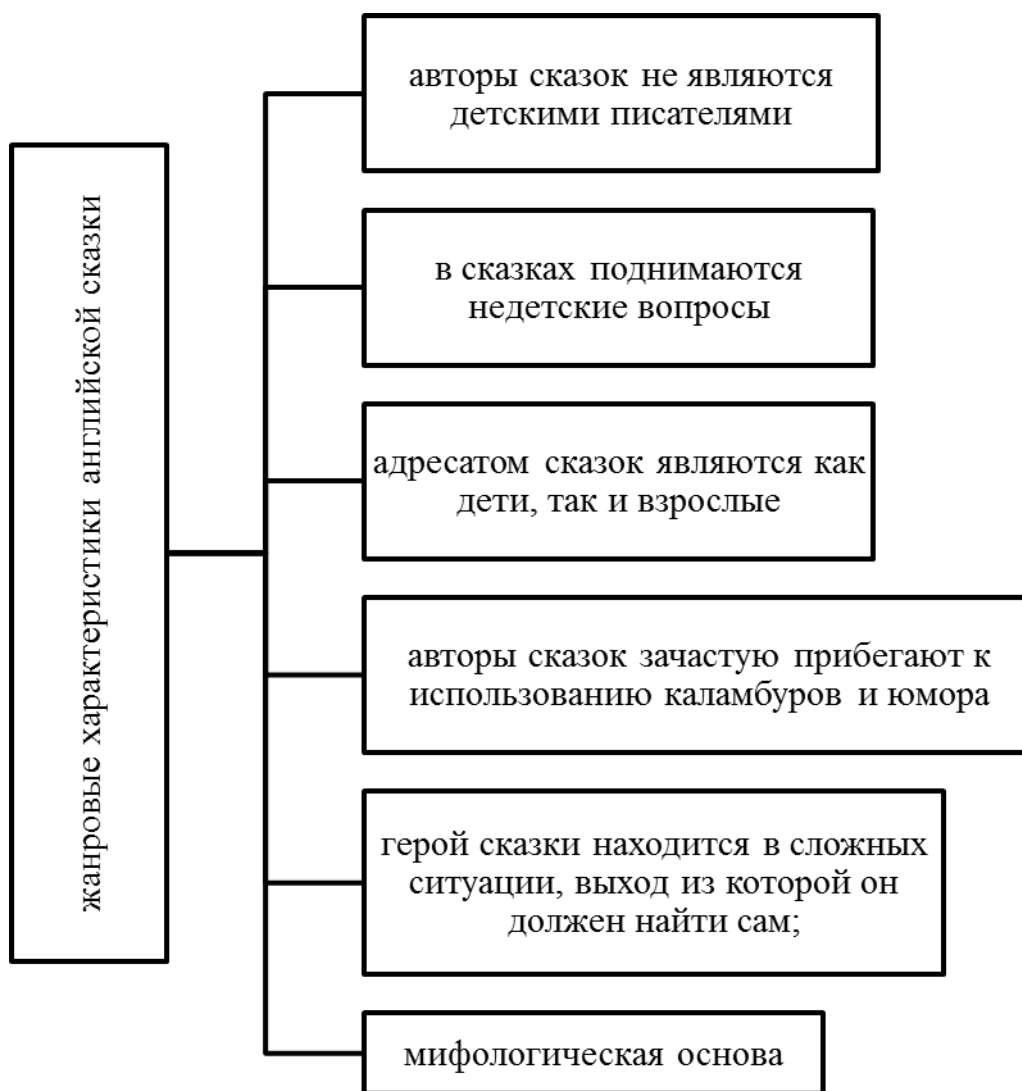 жанровые характеристики английской сказки
авторы сказок не являются
детскими писателями
в сказках поднимаются
недетские вопросы
адресатом сказок являются как
дети, так и взрослые
авторы сказок зачастую прибегают к
использованию каламбуров и юмора
герой сказки находится в сложных
ситуации, выход из которой он
должен найти сам;
мифологическая основа